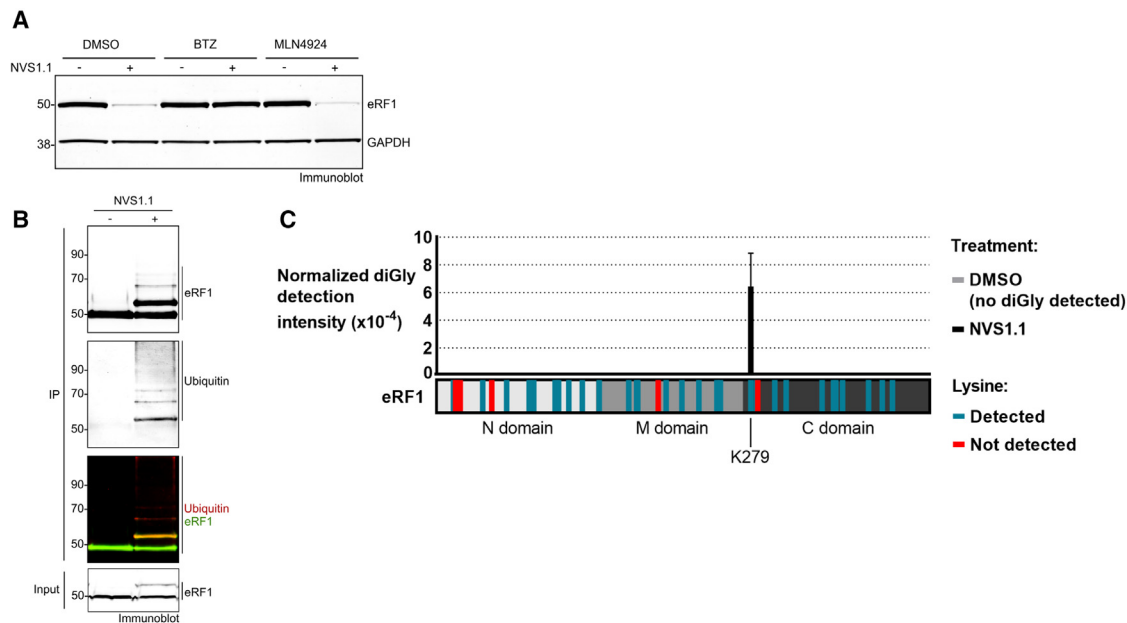 A
DMSO BTZ MLN4924
NVS1.1 - + - + - +
50- eRF1
38- GAPDH
Immunoblot
B
NVS1.1
- +
90-
70-
eRF1
50-
IP
90-
Ubiquitin
70-
50-
90-
70-
Ubiquitin
eRF1
50-
Input
50-
eRF1
Immunoblot
C
Normalized diGly
detection
intensity (x10-4)
10
8
6
4
2
0
eRF1
N domain M domain C domain
K279
Treatment:
DMSO
(no diGly detected)
NVS1.1
Lysine:
Detected
Not detected